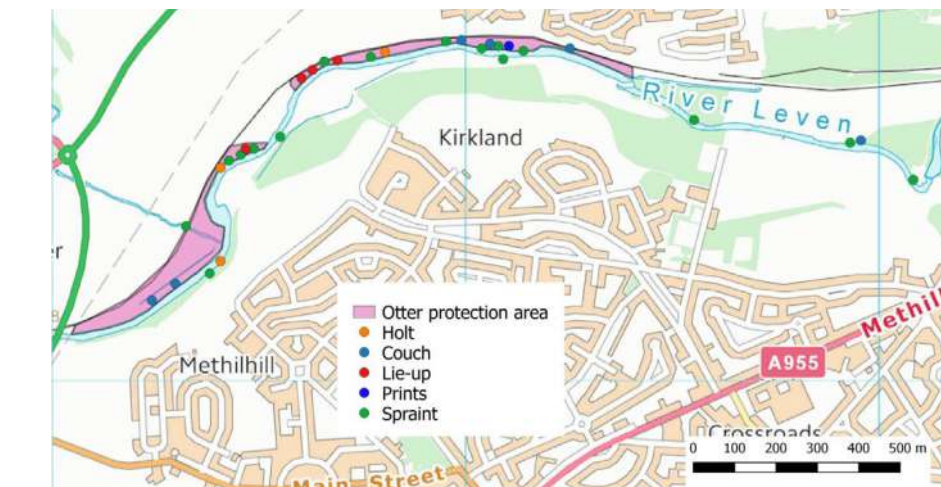 Kirkland
River Leven
er
Otter protection area
Holt
Couch
Lie-up
Prints
Spraint
Methilhill
Methill
A955
Crossroads
Main Street
0 100 200 300 400 500 m